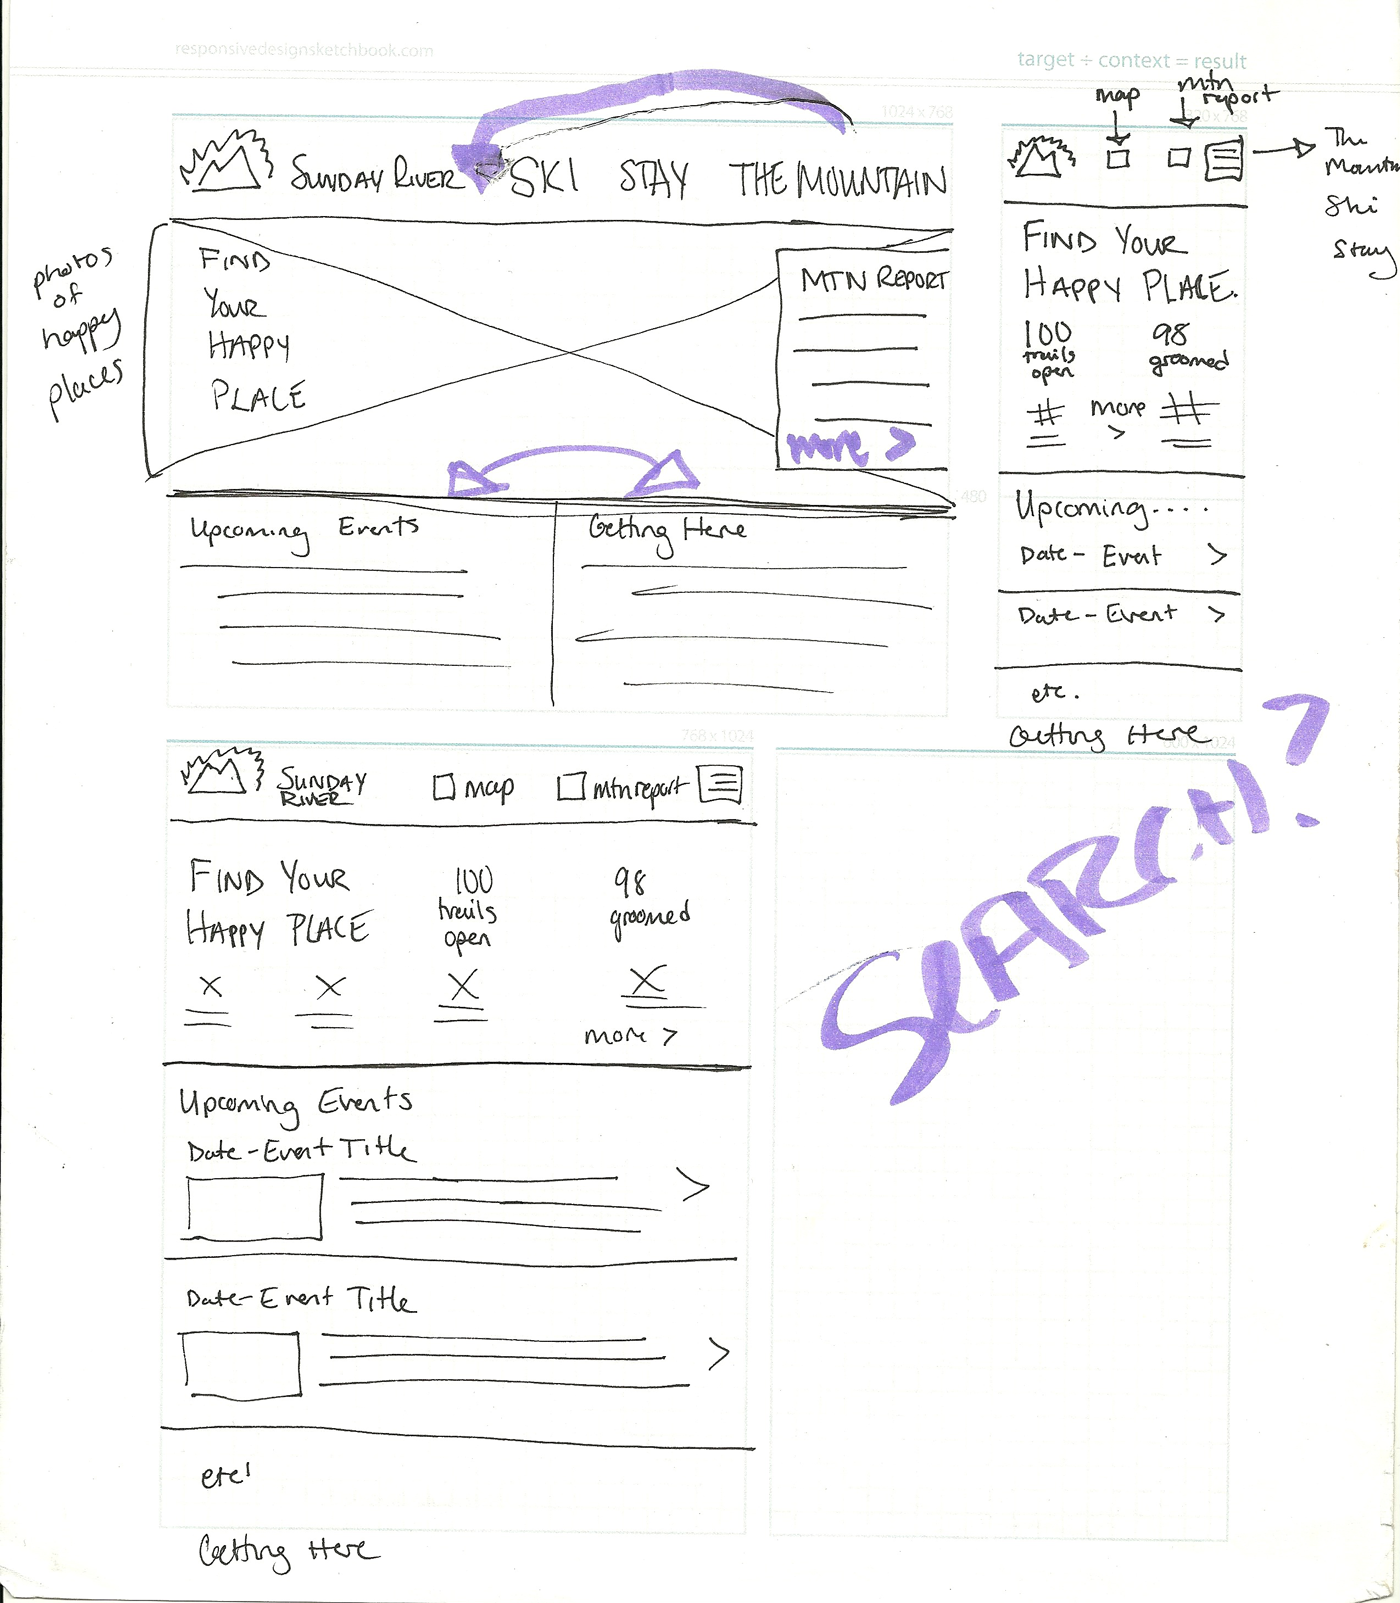 responsivedesignsketchbook.com
target ÷ context = result
1024 x 768
SUNDAY RIVER
SKI STAY THE MOUNTAIN
photos
of
happy
places
FIND
YOUR
HAPPY
PLACE
MTN REPORT
more >
Upcoming Events
Getting Here
map
mtn
report
The
Ski
Stay
FIND YOUR
HAPPY PLACE.
100
trails
open
98
groomed
# more #
>
480
Upcoming....
Date - Event >
Date - Event >
etc.
Getting Here
768 x 1024
SUNDAY
RIVER
map
mtn report
FIND YOUR
HAPPY PLACE
100
trails
open
98
groomed
X X X X
more >
Upcoming Events
Date - Event Title
>
Date - Event Title
>
etc!
Getting Here
SEARCH?